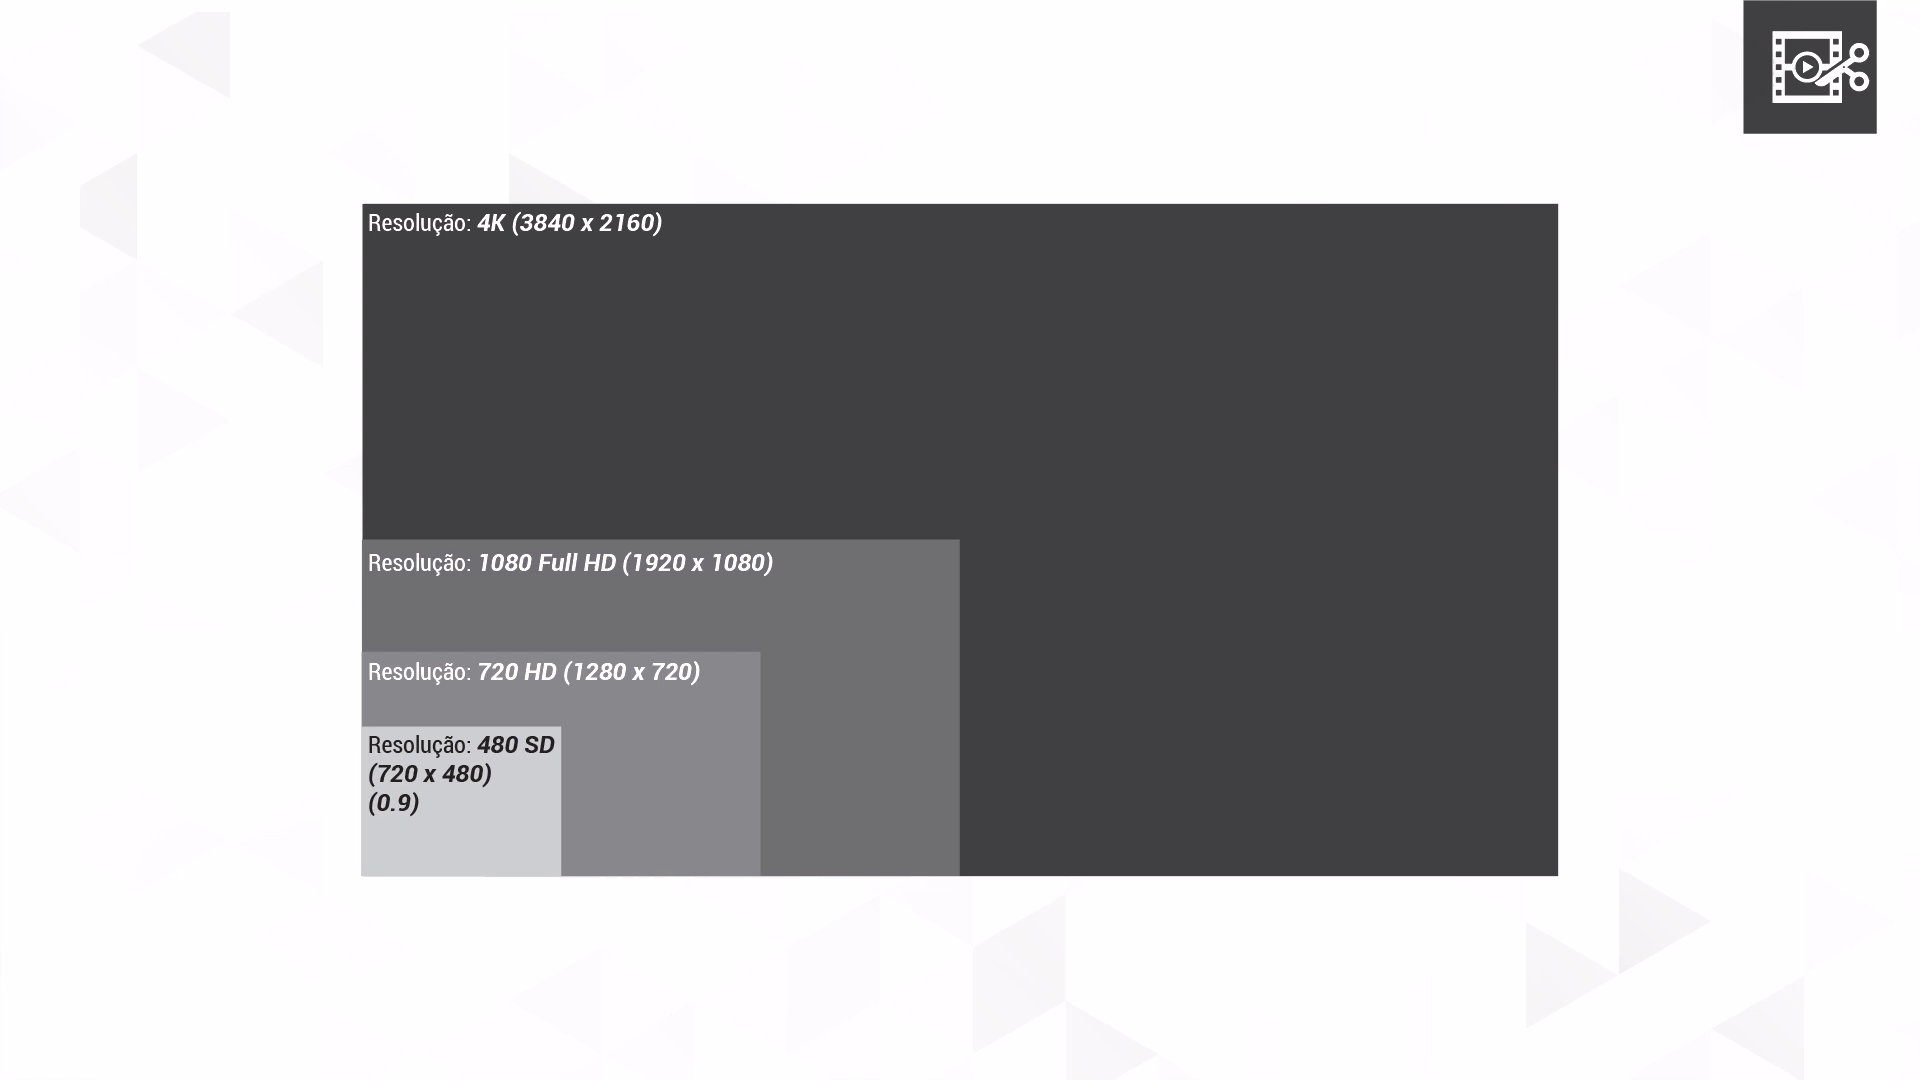 Resolução: 4K (3840 x 2160)
Resolução: 1080 Full HD (1920 x 1080)
Resolução: 720 HD (1280 x 720)
Resolução: 480 SD
(720 x 480)
(0.9)